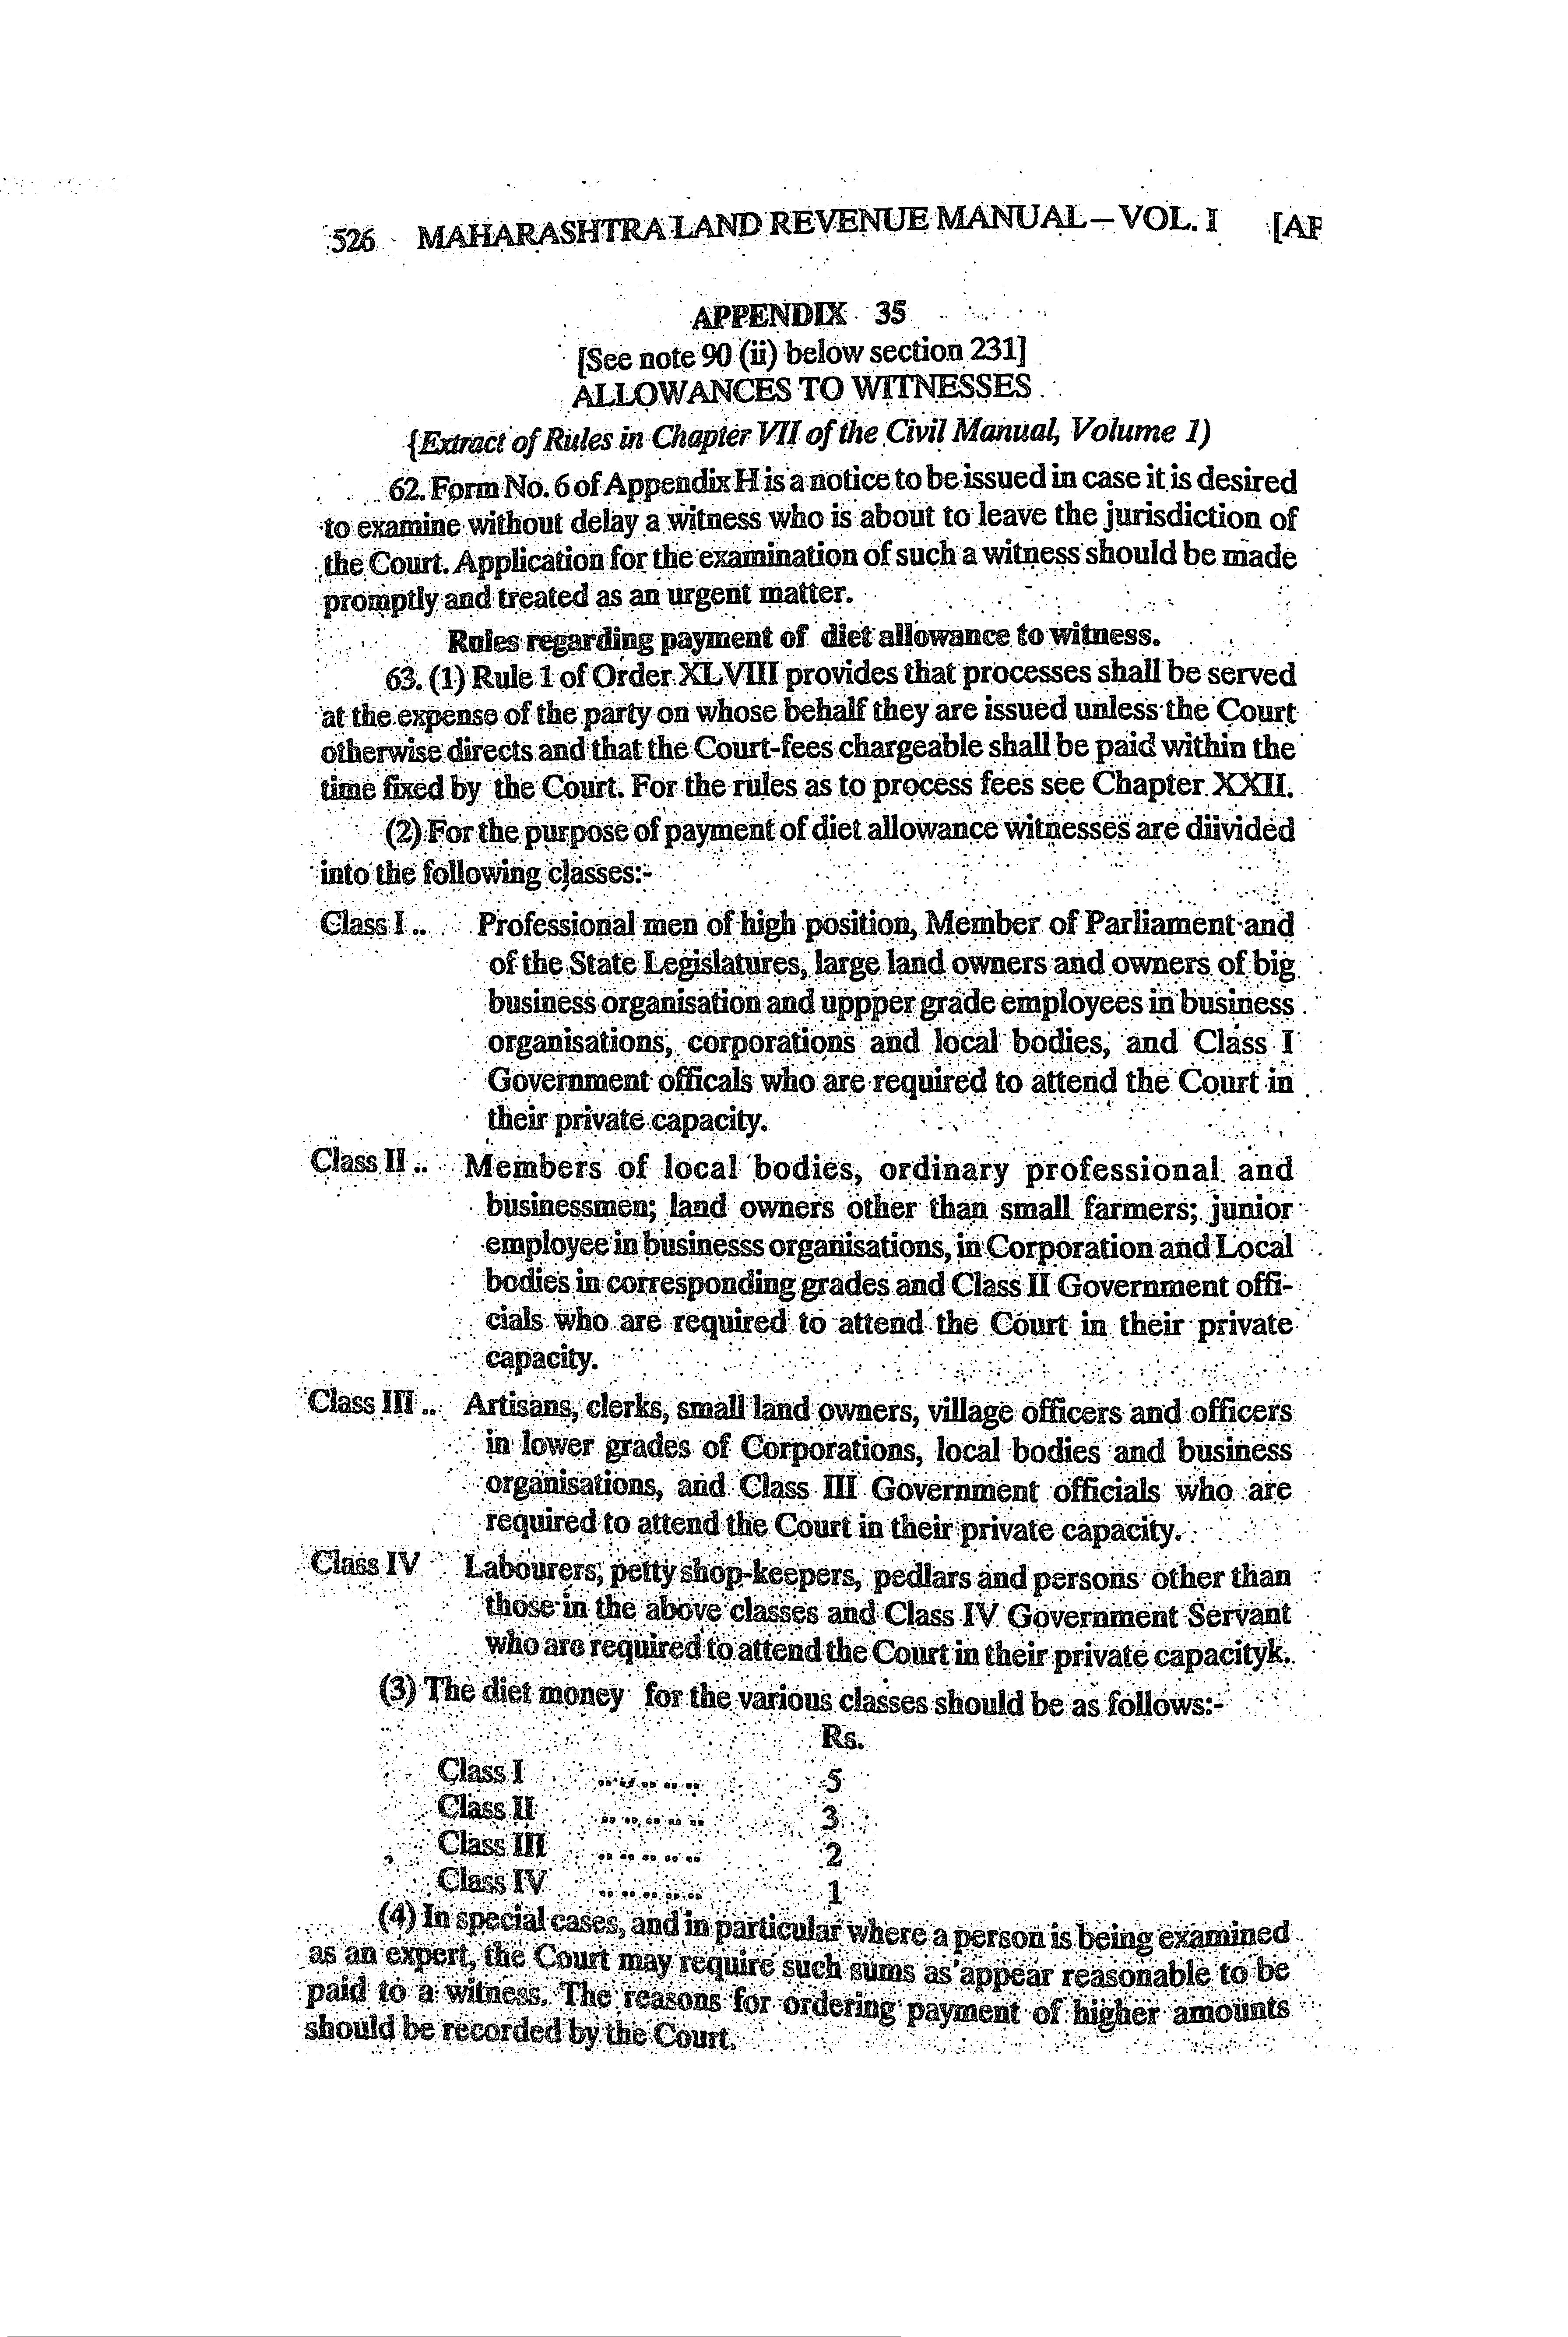 526 MAHARASHTRA LAND REVENUE MANUAL – VOL. I [AP
APPENDIX 35
[See note 90 (ii) below section 231]
ALLOWANCES TO WITNESSES
{Extract of Rules in Chapter VII of the Civil Manual, Volume 1)
62. Form No. 6 of Appendix H is a notice to be issued in case it is desired
to examine without delay a witness who is about to leave the jurisdiction of
the Court. Application for the examination of such a witness should be made
promptly and treated as an urgent matter.
Rules regarding payment of diet allowance to witness.
63. (1) Rule 1 of Order XLVIII provides that processes shall be served
at the expense of the party on whose behalf they are issued unless the Court
otherwise directs and that the Court-fees chargeable shall be paid within the
time fixed by the Court. For the rules as to process fees see Chapter XXII.
(2) For the purpose of payment of diet allowance witnesses are diivided
into the following classes:-
Class I .. Professional men of high position, Member of Parliament and
of the State Legislatures, large land owners and owners of big
business organisation and uppper grade employees in business
organisations, corporations and local bodies, and Class I
Government officals who are required to attend the Court in
their private capacity.
Class II .. Members of local bodies, ordinary professional and
businessmen; land owners other than small farmers; junior
employee in businesss organisations, in Corporation and Local
bodies in corresponding grades and Class II Government offi-
cials who are required to attend the Court in their private
capacity.
Class III .. Artisans, clerks, small land owners, village officers and officers
in lower grades of Corporations, local bodies and business
organisations, and Class III Government officials who are
required to attend the Court in their private capacity.
Class IV Labourers, petty shop-keepers, pedlars and persons other than
those in the above classes and Class IV Government Servant
who are required to attend the Court in their private capacityk.
(3) The diet money for the various classes should be as follows:-
Rs.
Class I .. .. .. .. .. 5
Class II .. .. .. .. .. 3
Class III .. .. .. .. .. 2
Class IV .. .. .. .. .. 1
(4) In special cases, and in particular where a person is being examined
as an expert, the Court may require such sums as appear reasonable to be
paid to a witness. The reasons for ordering payment of higher amounts
should be recorded by the Court.